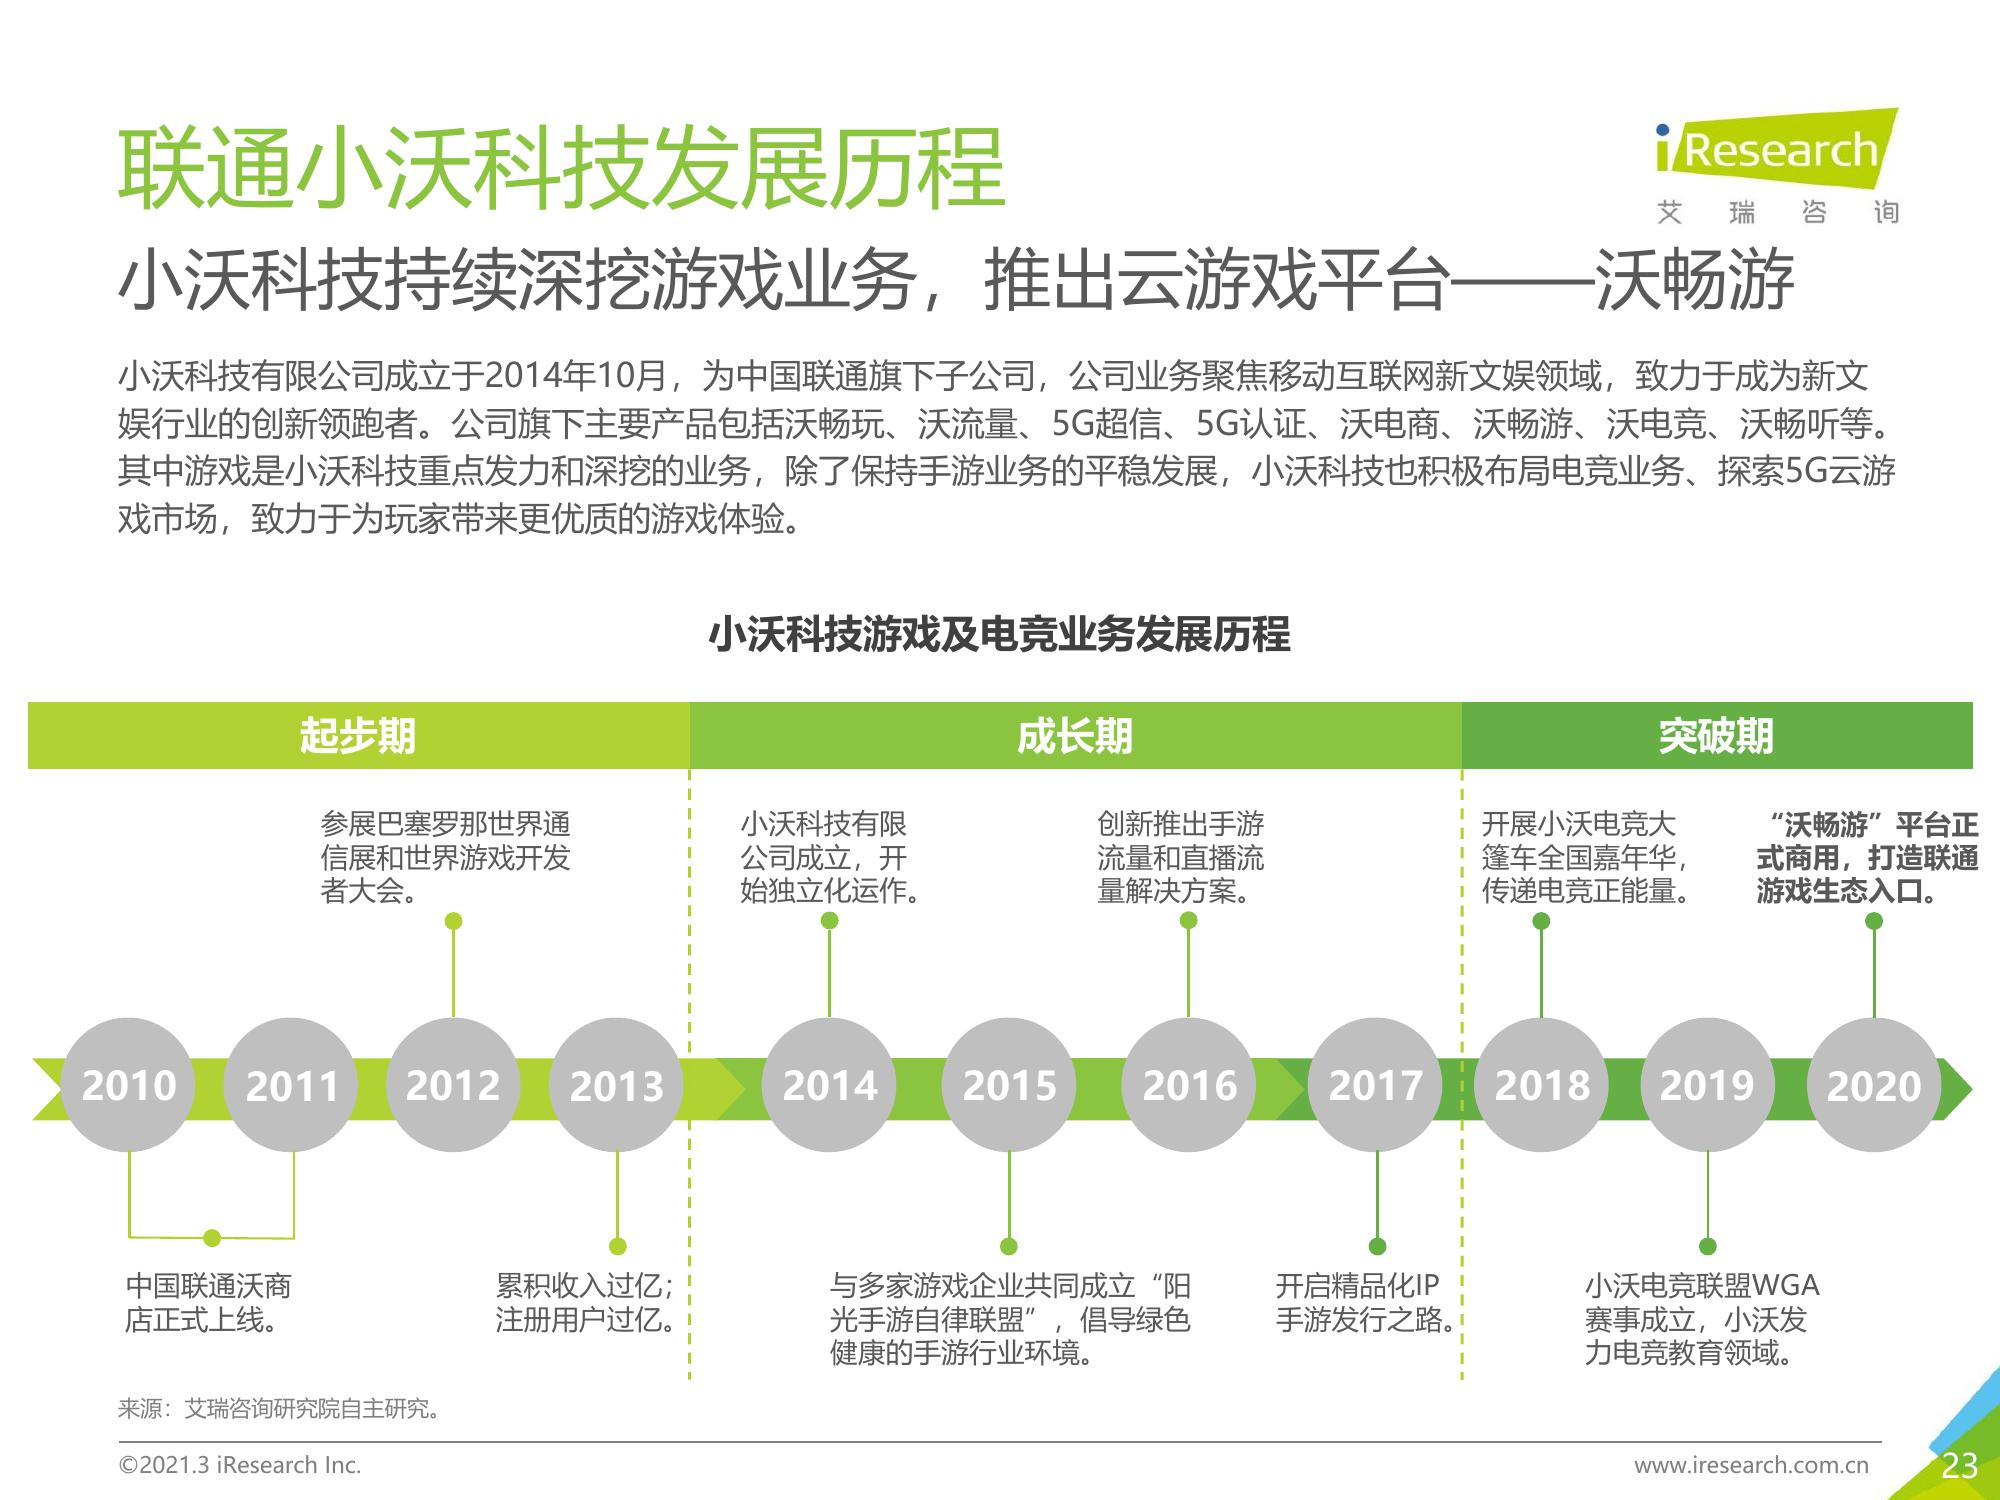 联通小沃科技发展历程
iResearch
艾瑞咨询
小沃科技持续深挖游戏业务，推出云游戏平台——沃畅游
小沃科技有限公司成立于2014年10月，为中国联通旗下子公司，公司业务聚焦移动互联网新文娱领域，致力于成为新文
娱行业的创新领跑者。公司旗下主要产品包括沃畅玩、沃流量、5G超信、5G认证、沃电商、沃畅游、沃电竞、沃畅听等。
其中游戏是小沃科技重点发力和深挖的业务，除了保持手游业务的平稳发展，小沃科技也积极布局电竞业务、探索5G云游
戏市场，致力于为玩家带来更优质的游戏体验。
小沃科技游戏及电竞业务发展历程
起步期
成长期
突破期
参展巴塞罗那世界通
信展和世界游戏开发
者大会。
小沃科技有限
公司成立，开
始独立化运作。
创新推出手游
流量和直播流
量解决方案。
开展小沃电竞大
篷车全国嘉年华，
传递电竞正能量。
“沃畅游”平台正
式商用，打造联通
游戏生态入口。
2010
2011
2012
2013
2014
2015
2016
2017
2018
2019
2020
中国联通沃商
店正式上线。
累积收入过亿；
注册用户过亿。
与多家游戏企业共同成立“阳
光手游自律联盟”，倡导绿色
健康的手游行业环境。
开启精品化IP
手游发行之路。
小沃电竞联盟WGA
赛事成立，小沃发
力电竞教育领域。
来源：艾瑞咨询研究院自主研究。
©2021.3 iResearch Inc.
www.iresearch.com.cn
23